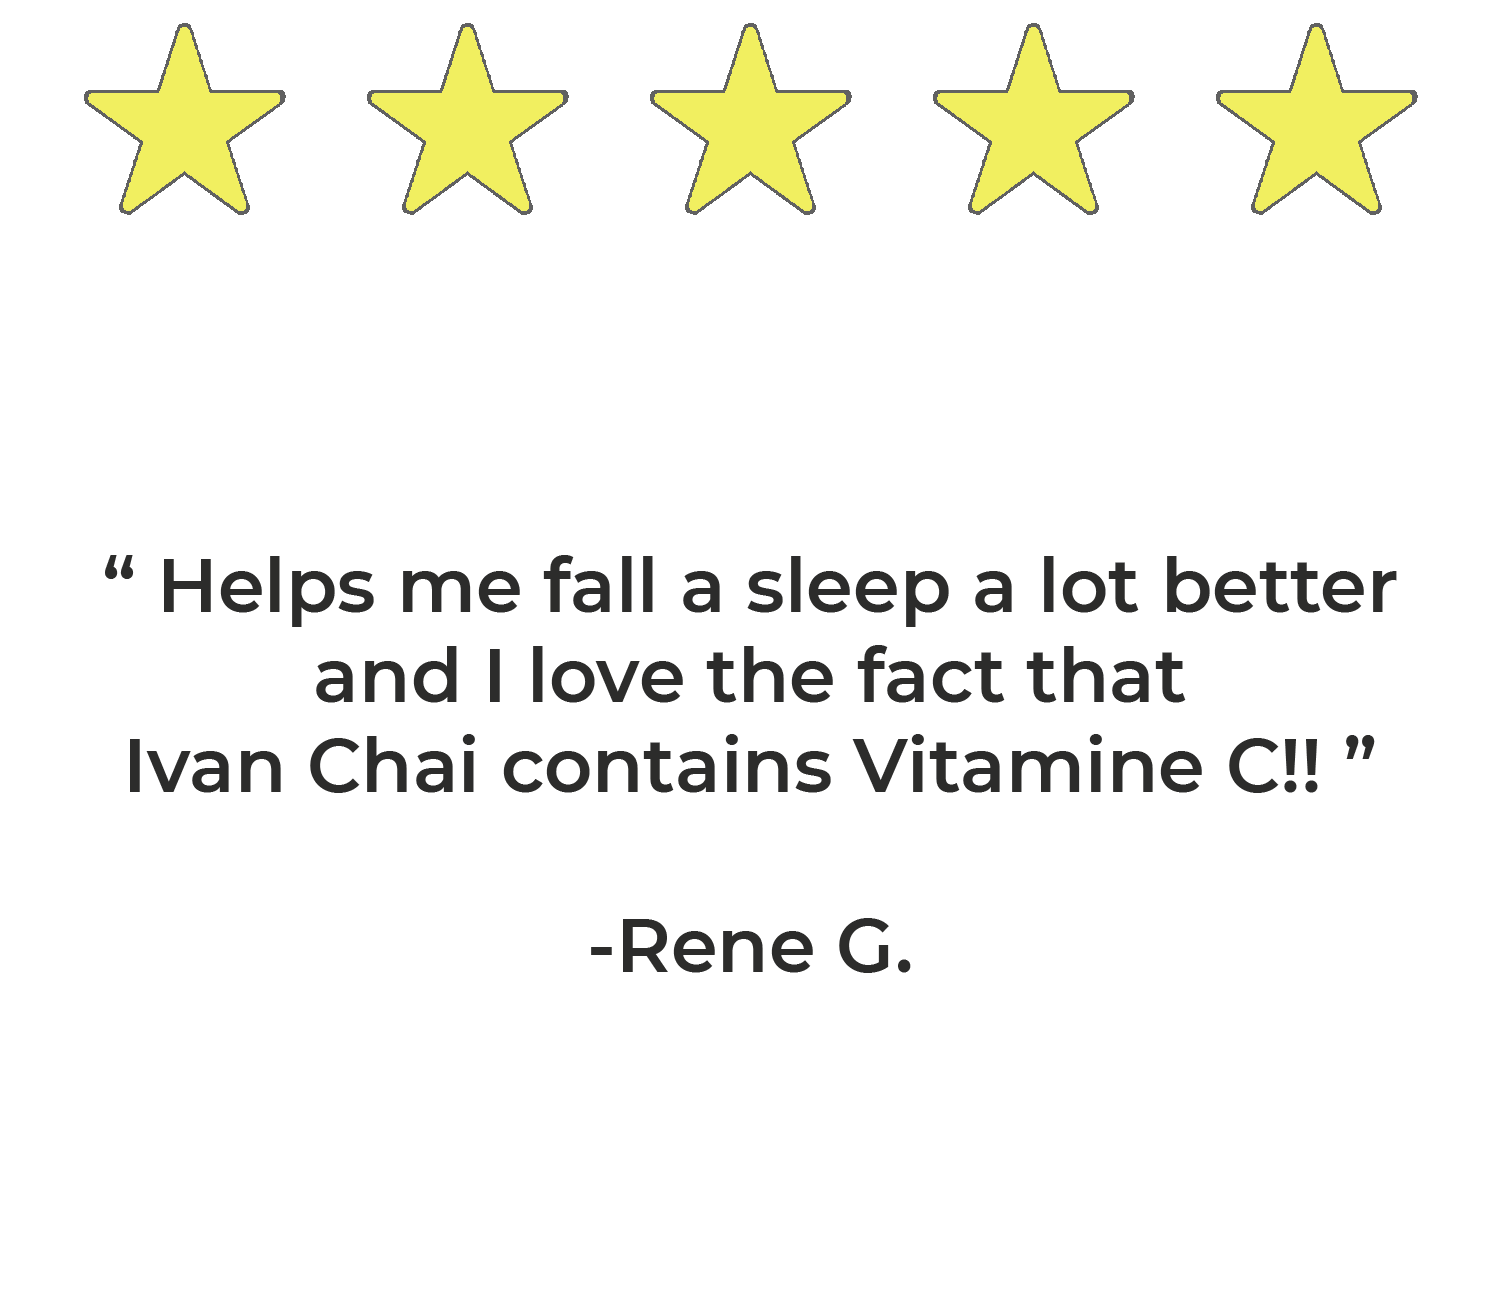 “ Helps me fall a sleep a lot better
and I love the fact that
Ivan Chai contains Vitamine C!! ”
-Rene G.